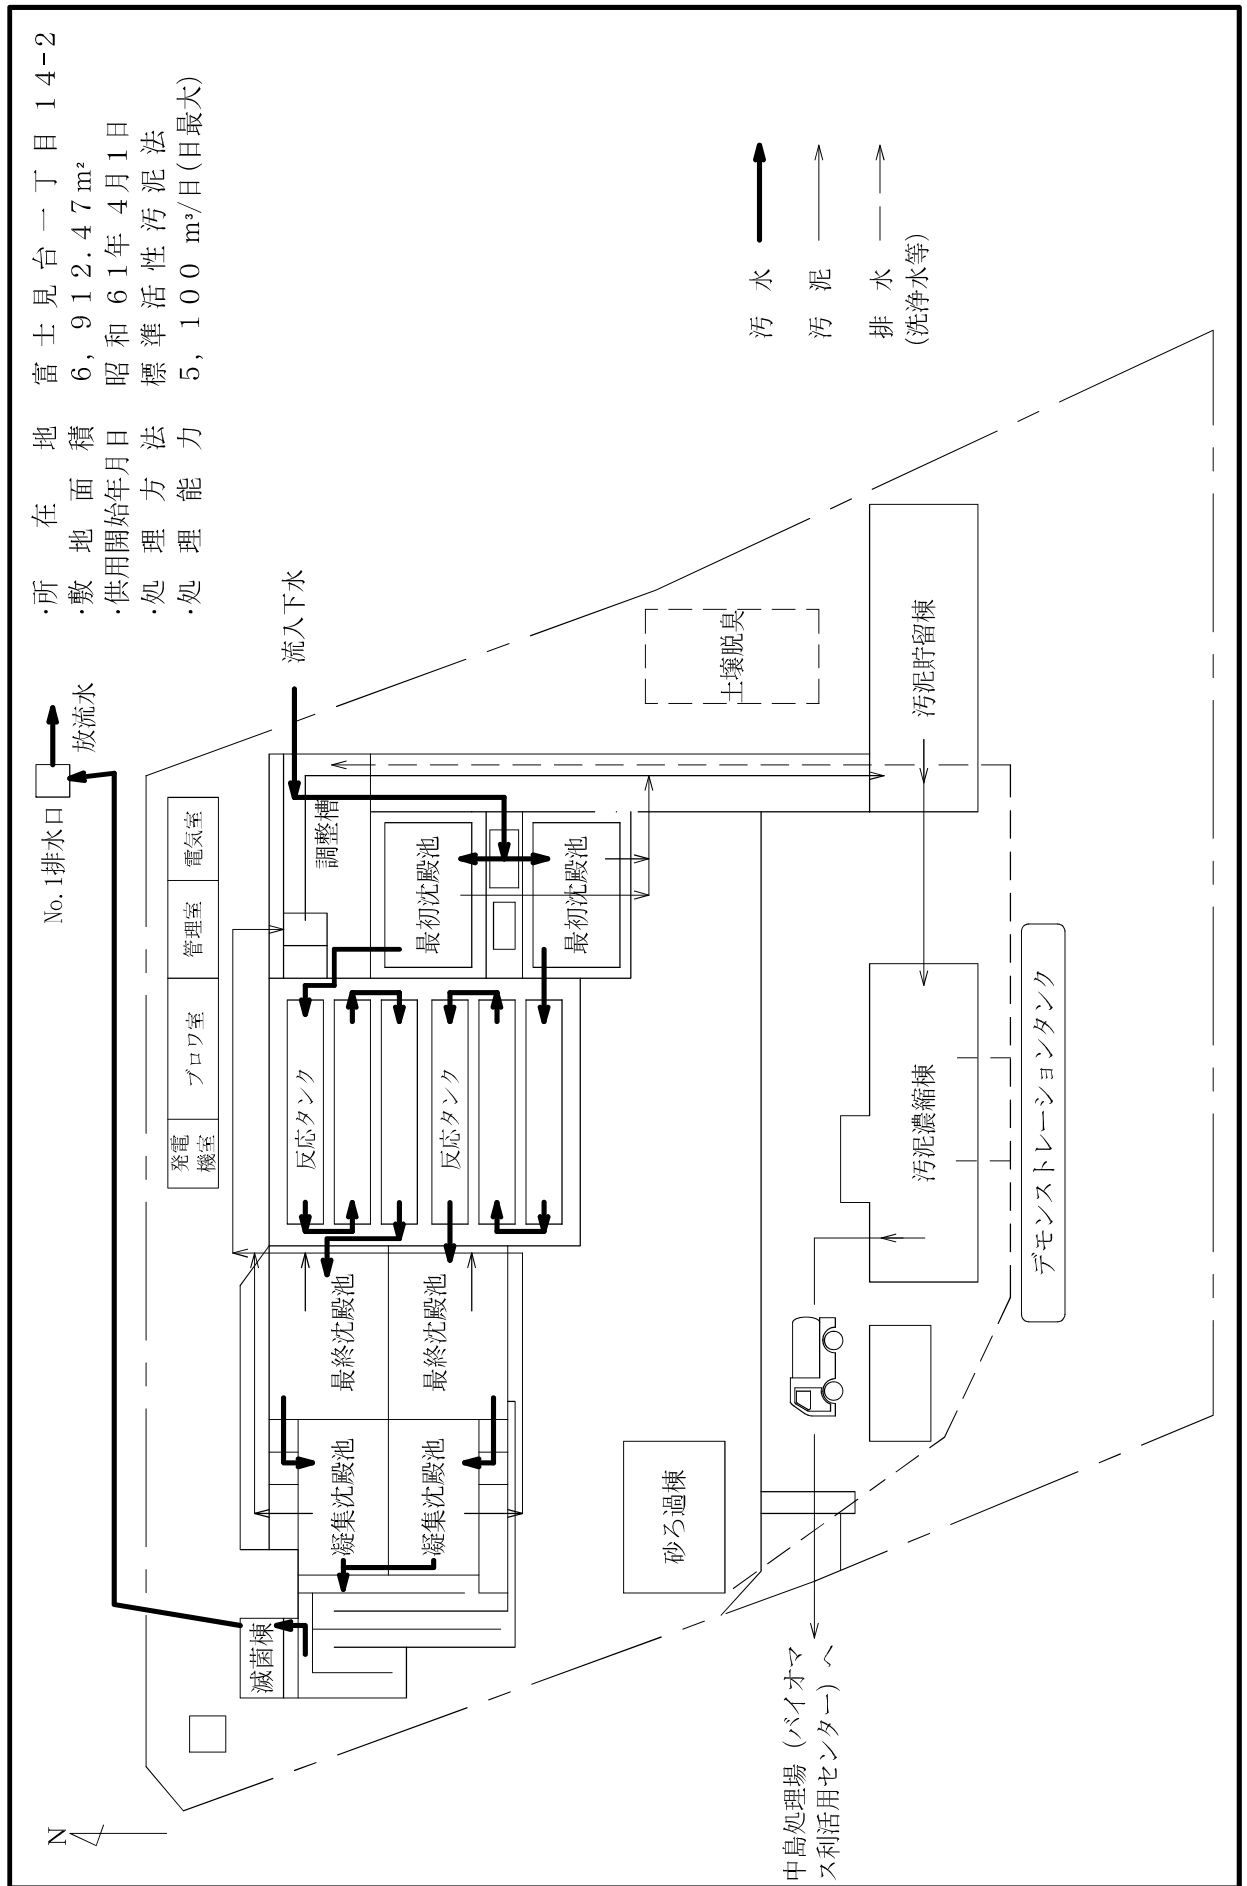 ・所在地 富士見台一丁目14-2
・敷地面積 6,912.47m²
・供用開始年月日 昭和61年4月1日
・処理方法 標準活性汚泥法
・処理能力 5,100 m³/日(日最大)
No.1排水口
放流水
流入下水
発電
機室
ブロワ室
管理室
電気室
調整槽
滅菌棟
凝集沈殿池
最終沈殿池
反応タンク
最初沈殿池
凝集沈殿池
最終沈殿池
反応タンク
最初沈殿池
土壌脱臭
砂ろ過棟
汚泥濃縮棟
汚泥貯留棟
デモンストレーションタンク
中島処理場（バイオマ
ス利活用センター）へ
汚水
汚泥
排水
(洗浄水等)
N